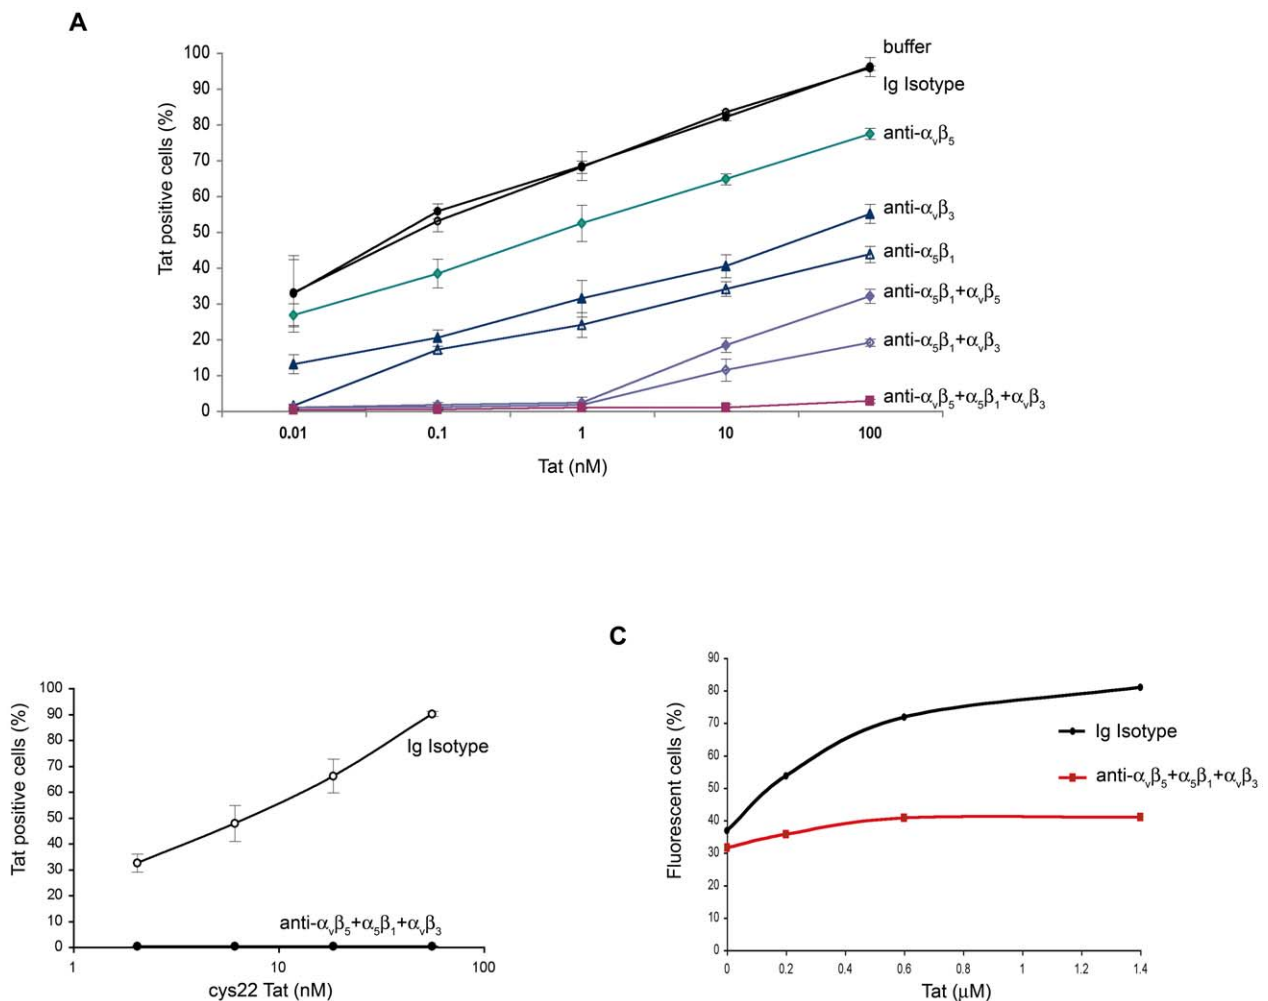 A
Tat positive cells (%)
100
90
80
70
60
50
40
30
20
10
0
0.01 0.1 1 10 100
Tat (nM)
buffer
Ig Isotype
anti-αvβ5
anti-αvβ3
anti-α5β1
anti-α5β1+αvβ5
anti-α5β1+αvβ3
anti-αvβ5+α5β1+αvβ3
Tat positive cells (%)
100
90
80
70
60
50
40
30
20
10
0
1 10 100
cys22 Tat (nM)
Ig Isotype
anti-αvβ5+α5β1+αvβ3
C
Fluorescent cells (%)
90
80
70
60
50
40
30
20
10
0
0 0.2 0.4 0.6 0.8 1 1.2 1.4
Tat (μM)
Ig Isotype
anti-αvβ5+α5β1+αvβ3